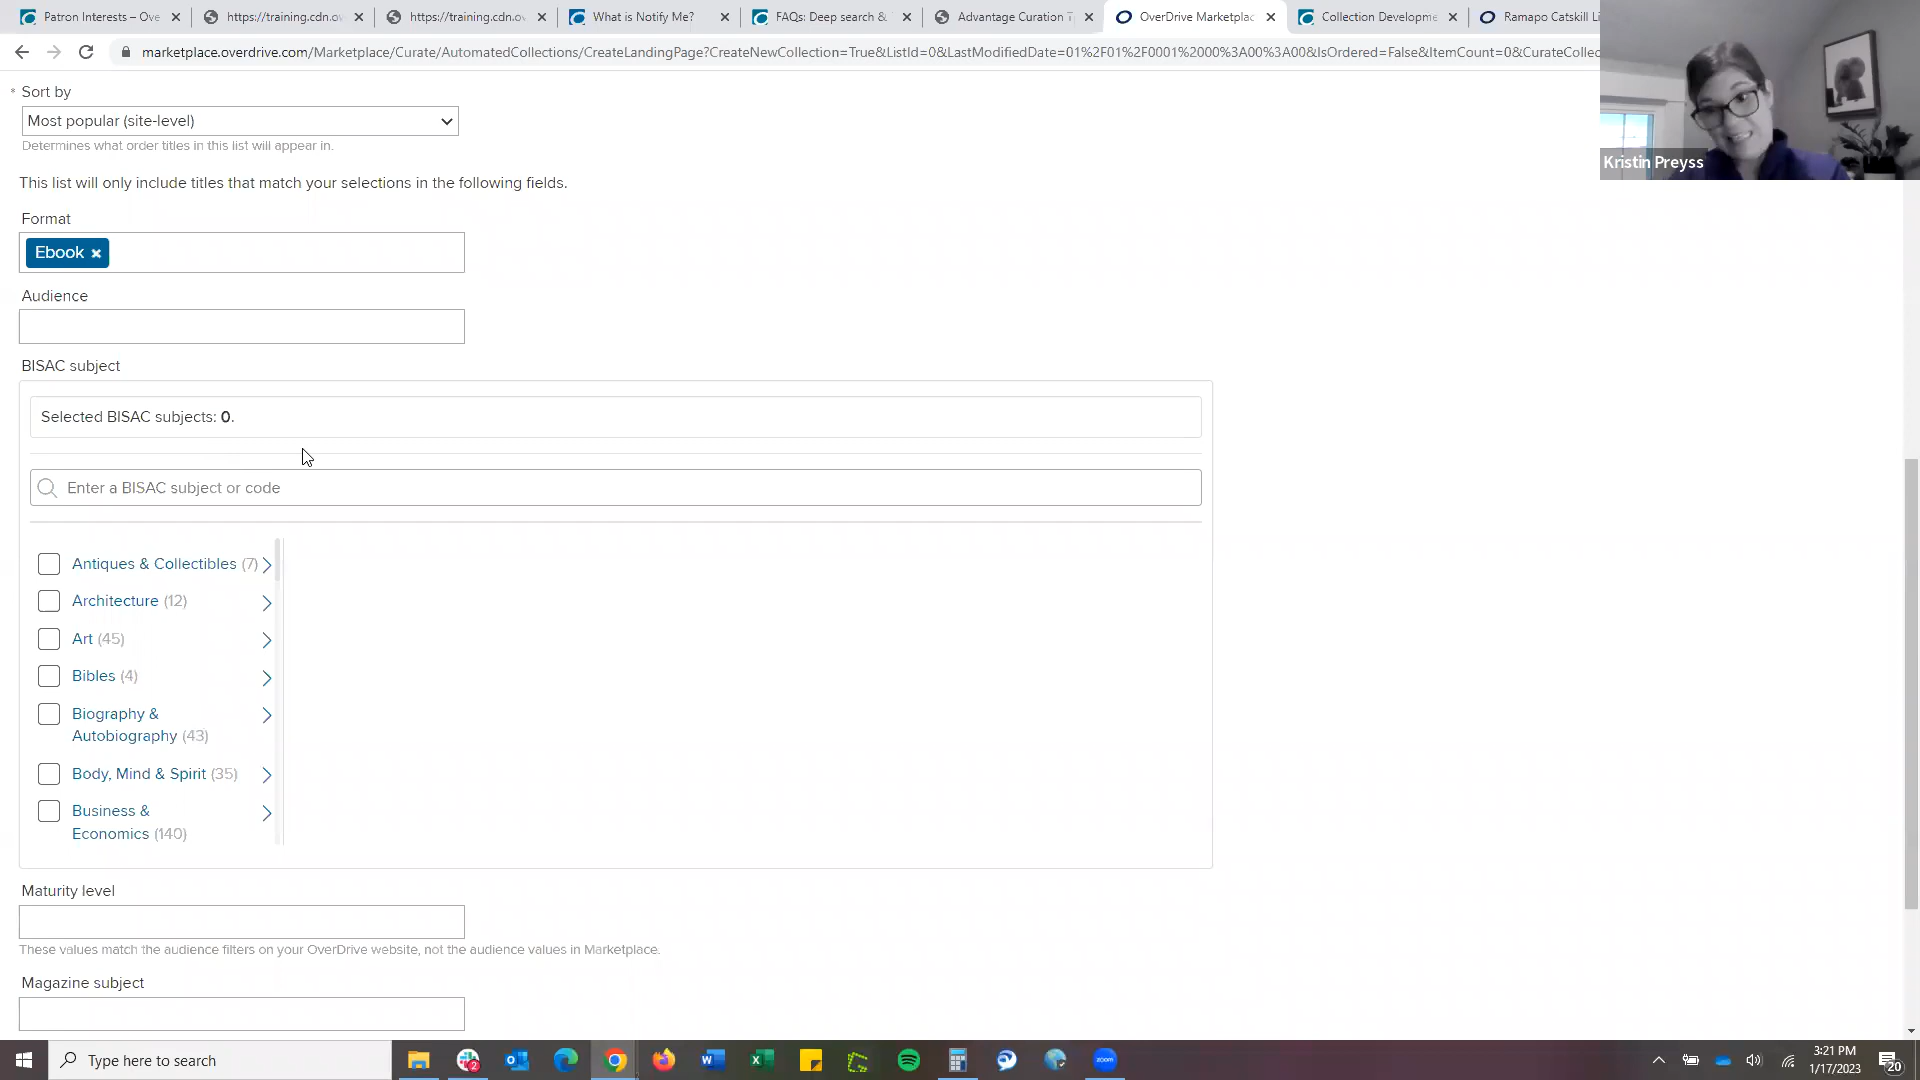 Patron Interests – Ove
https://training.cdn.ov
https://training.cdn.ov
What is Notify Me?
FAQs: Deep search &
Advantage Curation T
OverDrive Marketplac
Collection Developme
Ramapo Catskill Li
marketplace.overdrive.com/Marketplace/Curate/AutomatedCollections/CreateLandingPage?CreateNewCollection=True&ListId=0&LastModifiedDate=01%2F01%2F0001%2000%3A00%3A00&IsOrdered=False&ItemCount=0&CurateCollec
Kristin Preyss
* Sort by
Most popular (site-level)
Determines what order titles in this list will appear in.
This list will only include titles that match your selections in the following fields.
Format
Ebook ×
Audience
BISAC subject
Selected BISAC subjects: 0.
Enter a BISAC subject or code
Antiques & Collectibles (7)
Architecture (12)
Art (45)
Bibles (4)
Biography &
Autobiography (43)
Body, Mind & Spirit (35)
Business &
Economics (140)
Maturity level
These values match the audience filters on your OverDrive website, not the audience values in Marketplace.
Magazine subject
Type here to search
2
zoom
3:21 PM
1/17/2023
20